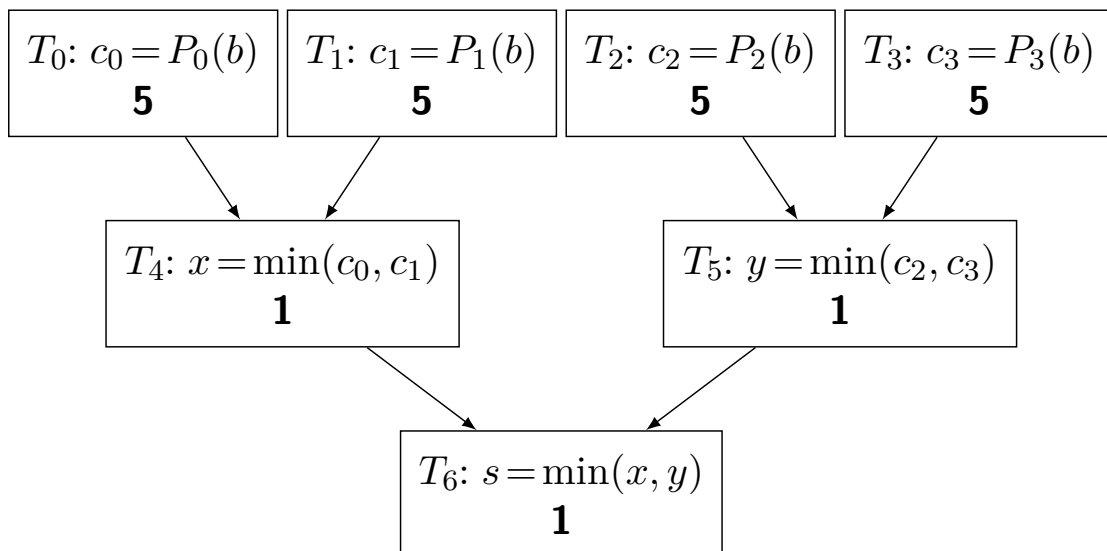 T₀: c₀ = P₀(b)
5
T₁: c₁ = P₁(b)
5
T₂: c₂ = P₂(b)
5
T₃: c₃ = P₃(b)
5
T₄: x = min(c₀, c₁)
1
T₅: y = min(c₂, c₃)
1
T₆: s = min(x, y)
1